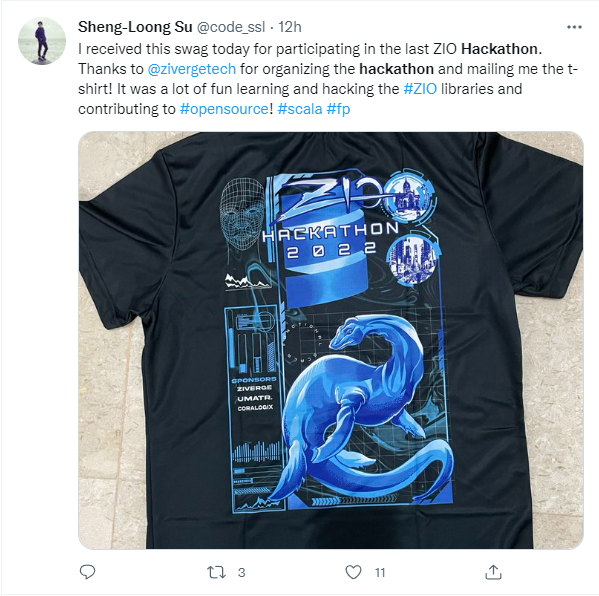 Sheng-Loong Su @code_ssl · 12h
I received this swag today for participating in the last ZIO Hackathon.
Thanks to @zivergetech for organizing the hackathon and mailing me the t-
shirt! It was a lot of fun learning and hacking the #ZIO libraries and
contributing to #opensource! #scala #fp
ZIO
HACKATHON
2022
SPONSORS
ZIVERGE
UMATR.
CORALOGIX
3
11